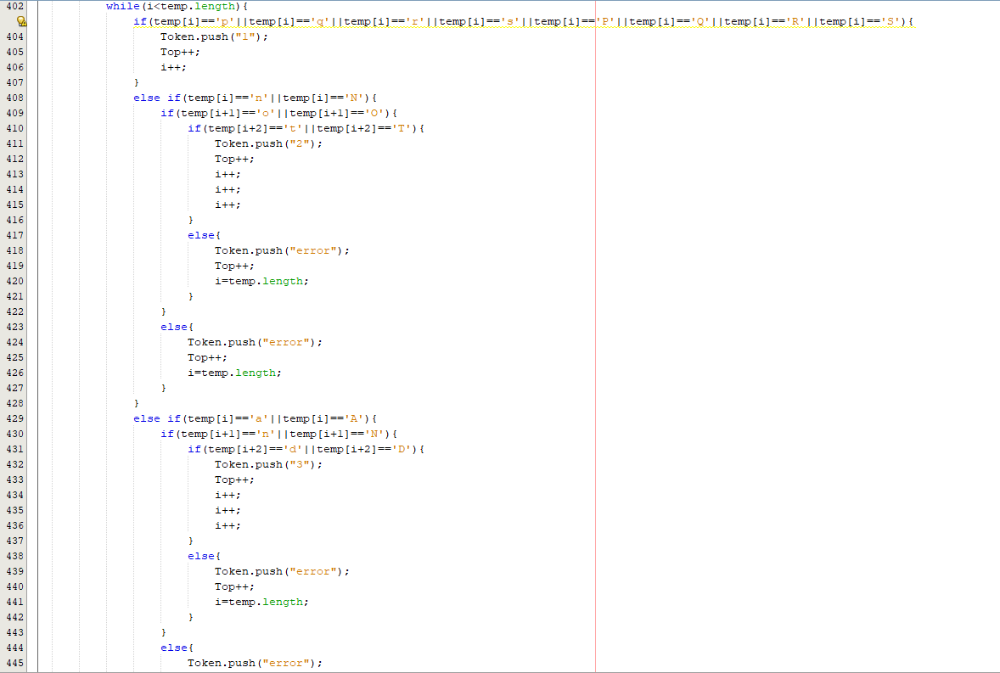 402 while(i<temp.length){
if(temp[i]=='p'||temp[i]=='q'||temp[i]=='r'||temp[i]=='s'||temp[i]=='P'||temp[i]=='Q'||temp[i]=='R'||temp[i]=='S'){
404 Token.push("1");
405 Top++;
406 i++;
407 }
408 else if(temp[i]=='n'||temp[i]=='N'){
409 if(temp[i+1]=='o'||temp[i+1]=='O'){
410 if(temp[i+2]=='t'||temp[i+2]=='T'){
411 Token.push("2");
412 Top++;
413 i++;
414 i++;
415 i++;
416 }
417 else{
418 Token.push("error");
419 Top++;
420 i=temp.length;
421 }
422 }
423 else{
424 Token.push("error");
425 Top++;
426 i=temp.length;
427 }
428 }
429 else if(temp[i]=='a'||temp[i]=='A'){
430 if(temp[i+1]=='n'||temp[i+1]=='N'){
431 if(temp[i+2]=='d'||temp[i+2]=='D'){
432 Token.push("3");
433 Top++;
434 i++;
435 i++;
436 i++;
437 }
438 else{
439 Token.push("error");
440 Top++;
441 i=temp.length;
442 }
443 }
444 else{
445 Token.push("error");